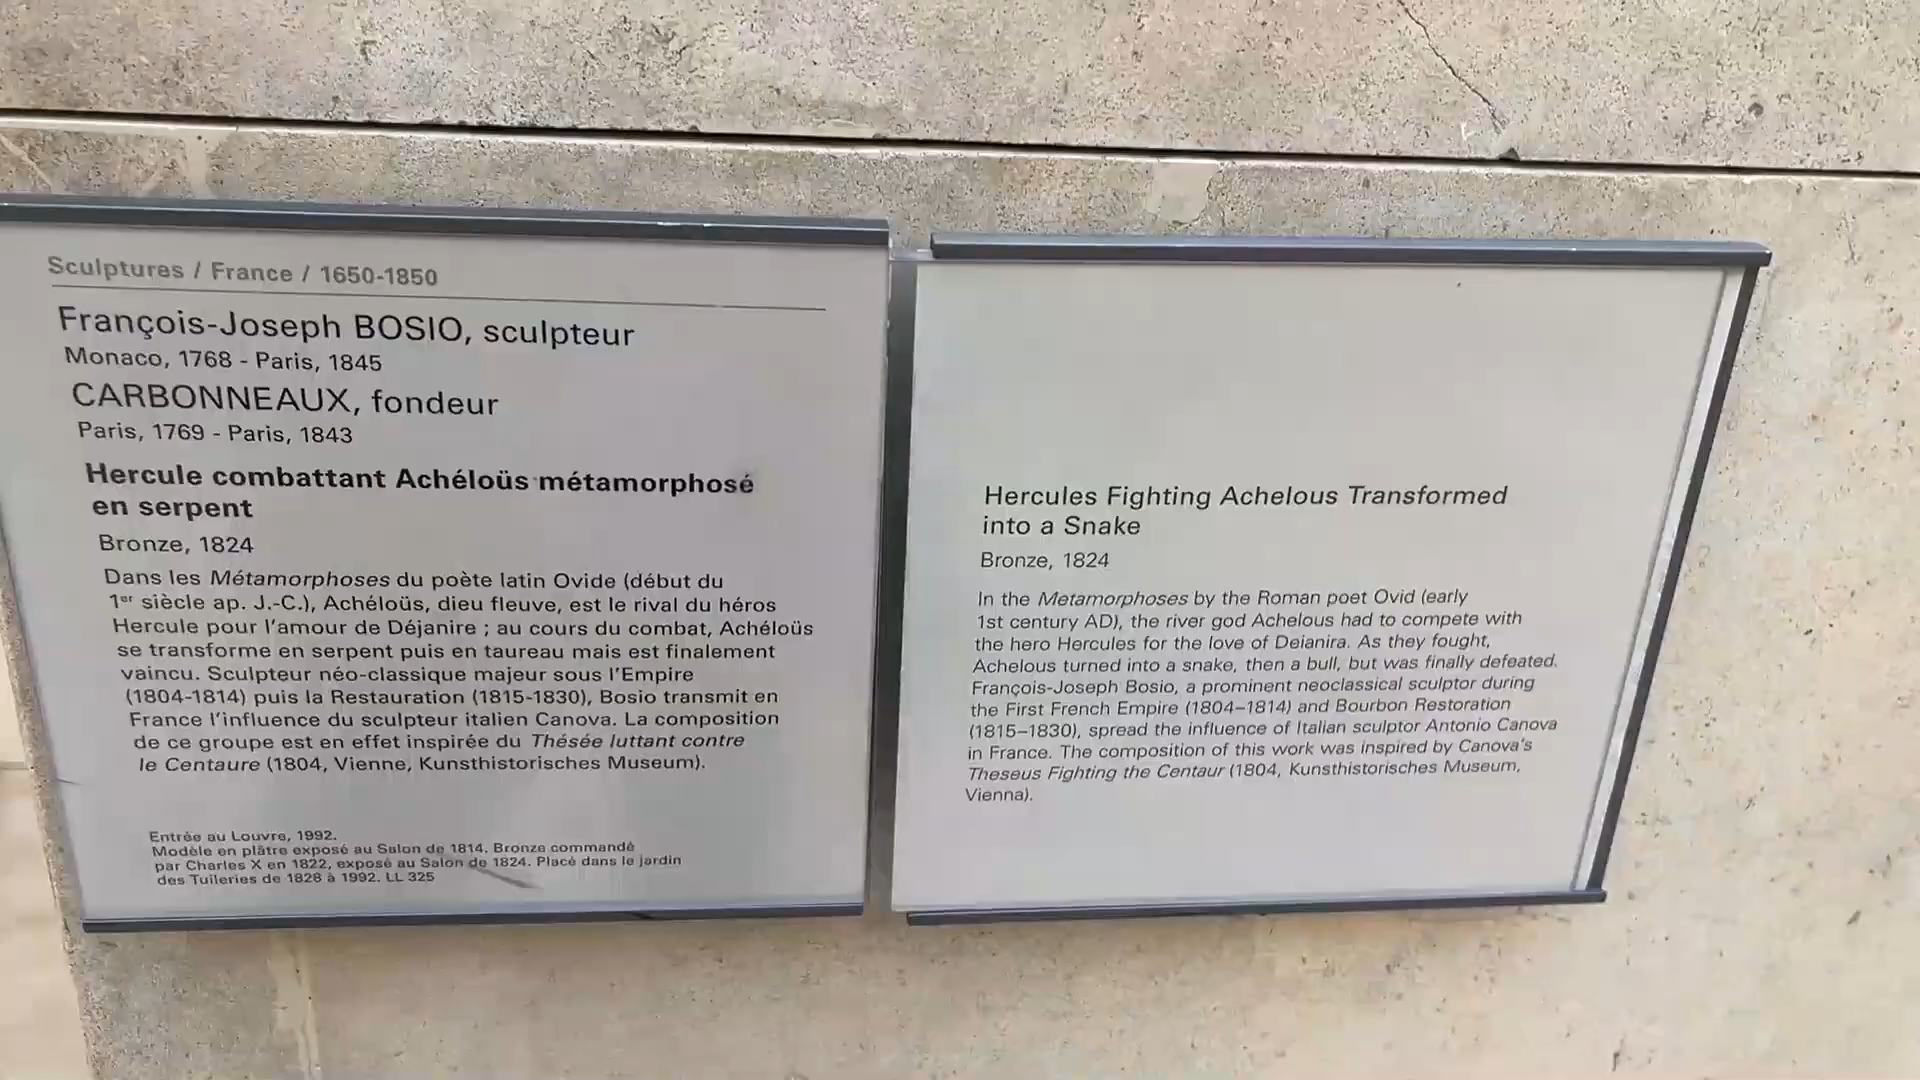 Sculptures / France / 1650-1850
François-Joseph BOSIO, sculpteur
Monaco, 1768 - Paris, 1845
CARBONNEAUX, fondeur
Paris, 1769 - Paris, 1843
Hercule combattant Achéloüs métamorphosé
en serpent
Bronze, 1824
Dans les Métamorphoses du poète latin Ovide (début du
1er siècle ap. J.-C.), Achéloüs, dieu fleuve, est le rival du héros
Hercule pour l'amour de Déjanire ; au cours du combat, Achéloüs
se transforme en serpent puis en taureau mais est finalement
vaincu. Sculpteur néo-classique majeur sous l'Empire
(1804-1814) puis la Restauration (1815-1830), Bosio transmit en
France l'influence du sculpteur italien Canova. La composition
de ce groupe est en effet inspirée du Thésée luttant contre
le Centaure (1804, Vienne, Kunsthistorisches Museum).
Entrée au Louvre, 1992.
Modèle en plâtre exposé au Salon de 1814. Bronze commandé
par Charles X en 1822, exposé au Salon de 1824. Placé dans le jardin
des Tuileries de 1828 à 1992. LL 325
Hercules Fighting Achelous Transformed
into a Snake
Bronze, 1824
In the Metamorphoses by the Roman poet Ovid (early
1st century AD), the river god Achelous had to compete with
the hero Hercules for the love of Deianira. As they fought,
Achelous turned into a snake, then a bull, but was finally defeated.
François-Joseph Bosio, a prominent neoclassical sculptor during
the First French Empire (1804–1814) and Bourbon Restoration
(1815–1830), spread the influence of Italian sculptor Antonio Canova
in France. The composition of this work was inspired by Canova's
Theseus Fighting the Centaur (1804, Kunsthistorisches Museum,
Vienna).